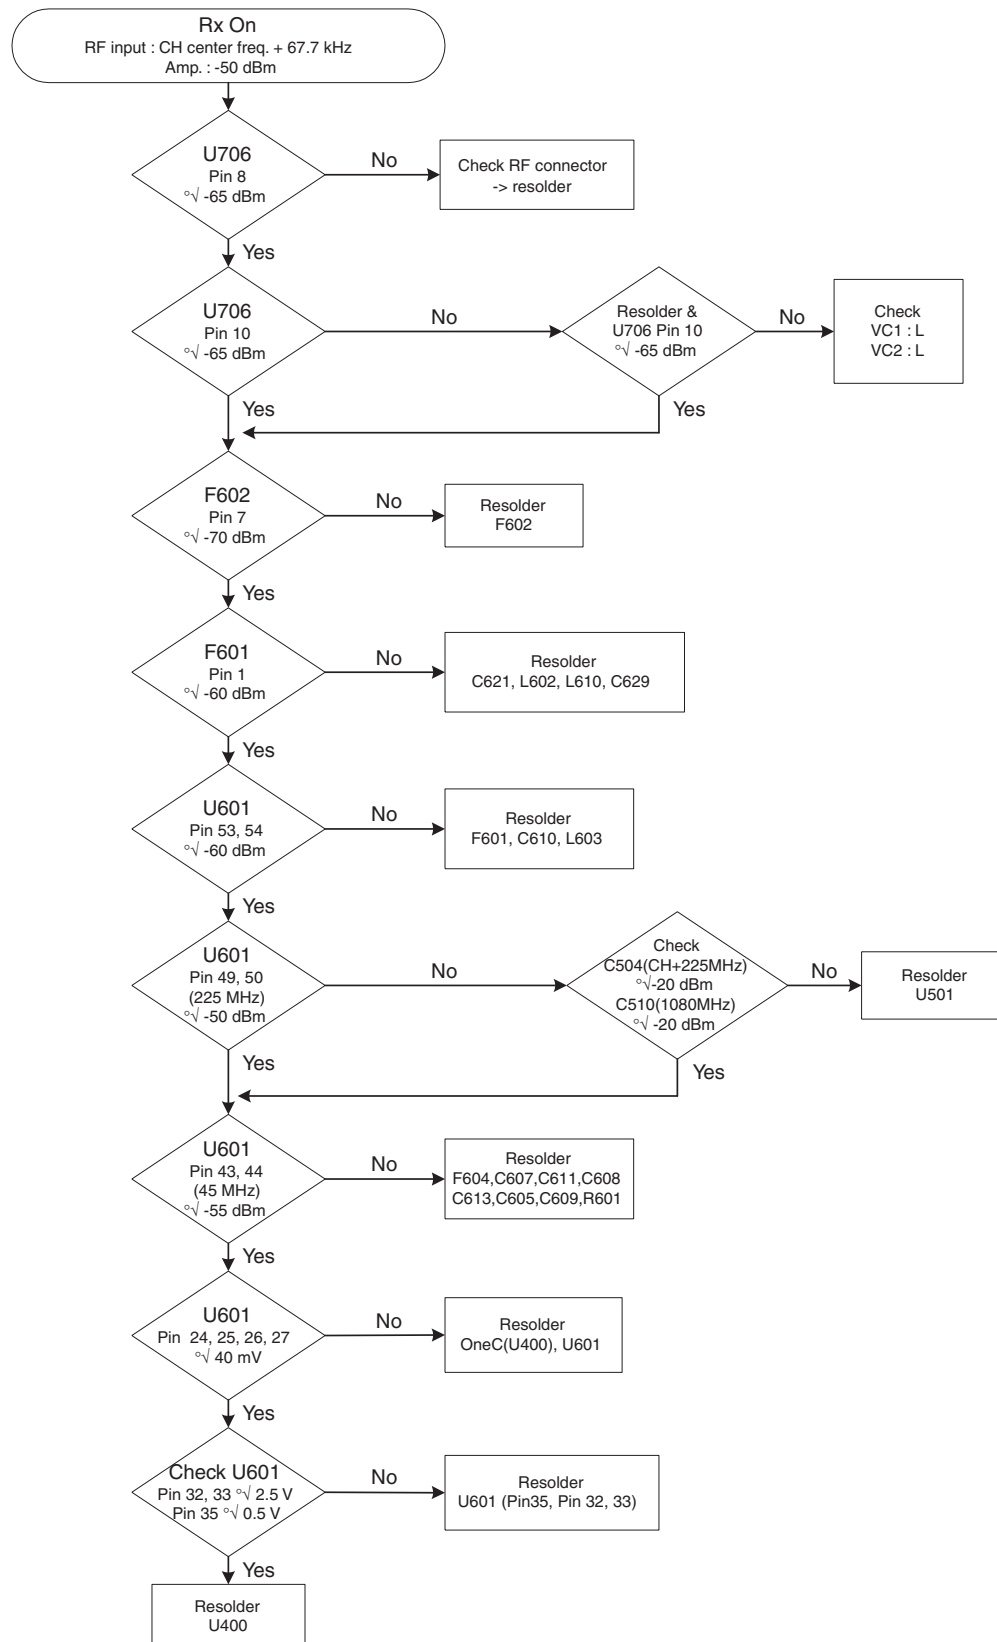 Rx On
RF input : CH center freq. + 67.7 kHz
Amp. : -50 dBm
U706
Pin 8
°√ -65 dBm
No
Check RF connector
-> resolder
Yes
U706
Pin 10
°√ -65 dBm
No
Resolder &
U706 Pin 10
°√ -65 dBm
No
Check
VC1 : L
VC2 : L
Yes
Yes
F602
Pin 7
°√ -70 dBm
No
Resolder
F602
Yes
F601
Pin 1
°√ -60 dBm
No
Resolder
C621, L602, L610, C629
Yes
U601
Pin 53, 54
°√ -60 dBm
No
Resolder
F601, C610, L603
Yes
U601
Pin 49, 50
(225 MHz)
°√ -50 dBm
No
Check
C504(CH+225MHz)
°√-20 dBm
C510(1080MHz)
°√ -20 dBm
No
Resolder
U501
Yes
Yes
U601
Pin 43, 44
(45 MHz)
°√ -55 dBm
No
Resolder
F604,C607,C611,C608
C613,C605,C609,R601
Yes
U601
Pin 24, 25, 26, 27
°√ 40 mV
No
Resolder
OneC(U400), U601
Yes
Check U601
Pin 32, 33 °√ 2.5 V
Pin 35 °√ 0.5 V
No
Resolder
U601 (Pin35, Pin 32, 33)
Yes
Resolder
U400